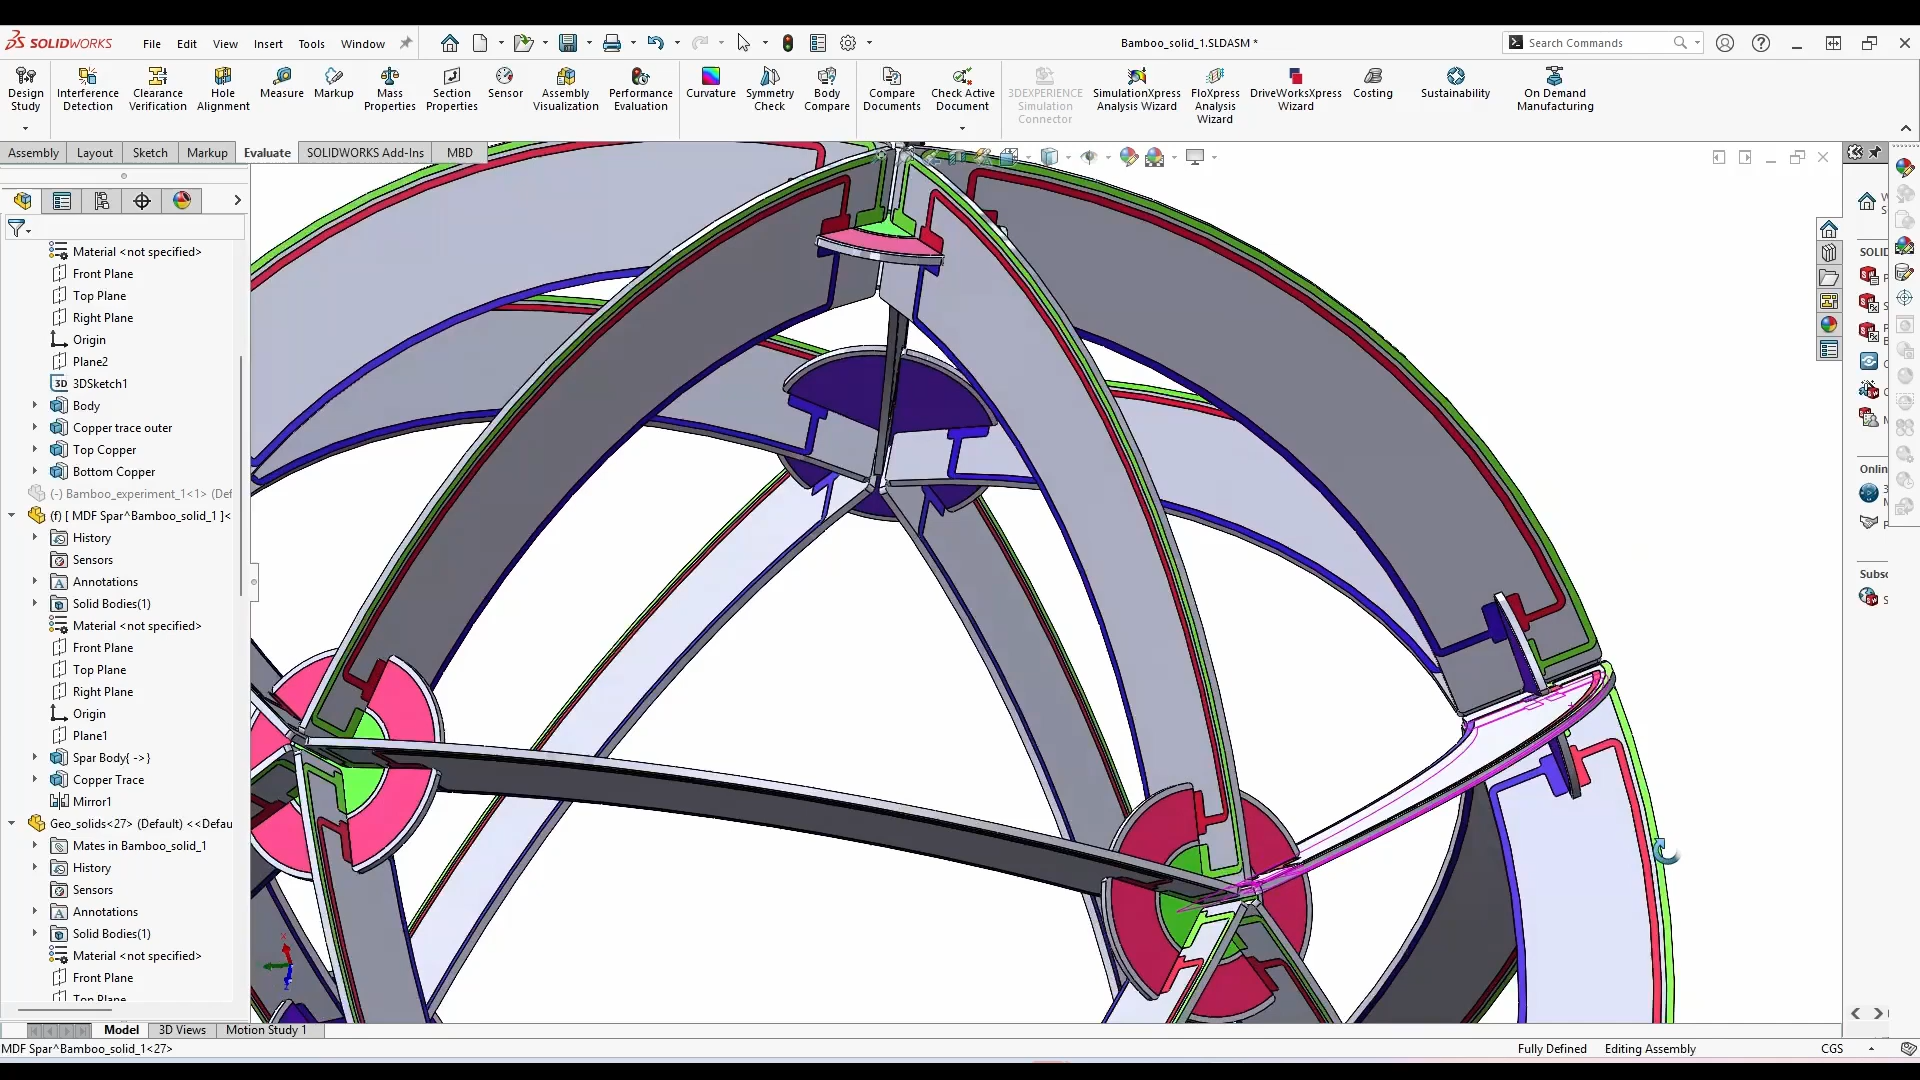 SOLIDWORKS
File Edit View Insert Tools Window
Bamboo_solid_1.SLDASM *
Search Commands
Design Study
Interference Detection
Clearance Verification
Hole Alignment
Measure
Markup
Mass Properties
Section Properties
Sensor
Assembly Visualization
Performance Evaluation
Curvature
Symmetry Check
Body Compare
Compare Documents
Check Active Document
3DEXPERIENCE Simulation Connector
SimulationXpress Analysis Wizard
FloXpress Analysis Wizard
DriveWorksXpress Wizard
Costing
Sustainability
On Demand Manufacturing
Assembly Layout Sketch Markup Evaluate SOLIDWORKS Add-Ins MBD
Material <not specified>
Front Plane
Top Plane
Right Plane
Origin
Plane2
3D 3DSketch1
Body
Copper trace outer
Top Copper
Bottom Copper
(-) Bamboo_experiment_1<1> (Def
(f) [ MDF Spar^Bamboo_solid_1 ]<
History
Sensors
Annotations
Solid Bodies(1)
Material <not specified>
Front Plane
Top Plane
Right Plane
Origin
Plane1
Spar Body{ ->}
Copper Trace
Mirror1
Geo_solids<27> (Default) <<Defau
Mates in Bamboo_solid_1
History
Sensors
Annotations
Solid Bodies(1)
Material <not specified>
Front Plane
Top Plane
SOLID
Onlin
Subsc
Model 3D Views Motion Study 1
MDF Spar^Bamboo_solid_1<27>
Fully Defined Editing Assembly CGS